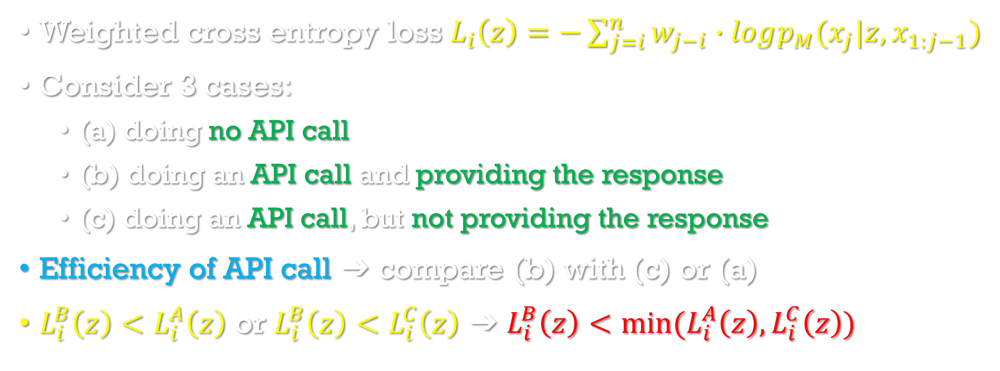 • Weighted cross entropy loss L_i(z) = −∑_{j=i}^{n} w_{j−i} · log p_M(x_j|z, x_{1:j−1})
• Consider 3 cases:
• (a) doing no API call
• (b) doing an API call and providing the response
• (c) doing an API call, but not providing the response
• Efficiency of API call → compare (b) with (c) or (a)
• L_i^B(z) < L_i^A(z) or L_i^B(z) < L_i^C(z) → L_i^B(z) < min(L_i^A(z), L_i^C(z))